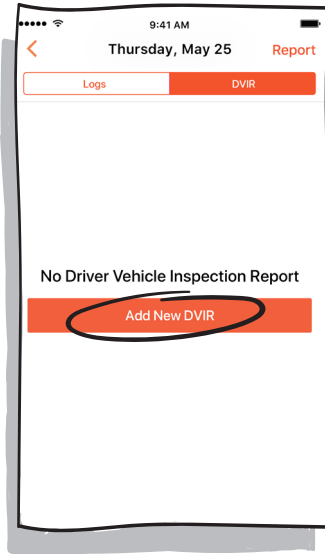 9:41 AM
Thursday, May 25 Report
Logs DVIR
No Driver Vehicle Inspection Report
Add New DVIR